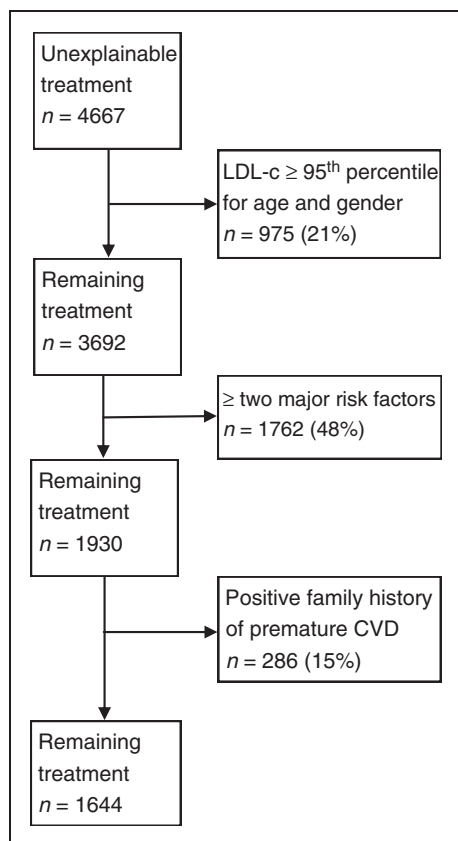 Unexplainable
treatment
n = 4667
LDL-c ≥ 95th percentile
for age and gender
n = 975 (21%)
Remaining
treatment
n = 3692
≥ two major risk factors
n = 1762 (48%)
Remaining
treatment
n = 1930
Positive family history
of premature CVD
n = 286 (15%)
Remaining
treatment
n = 1644